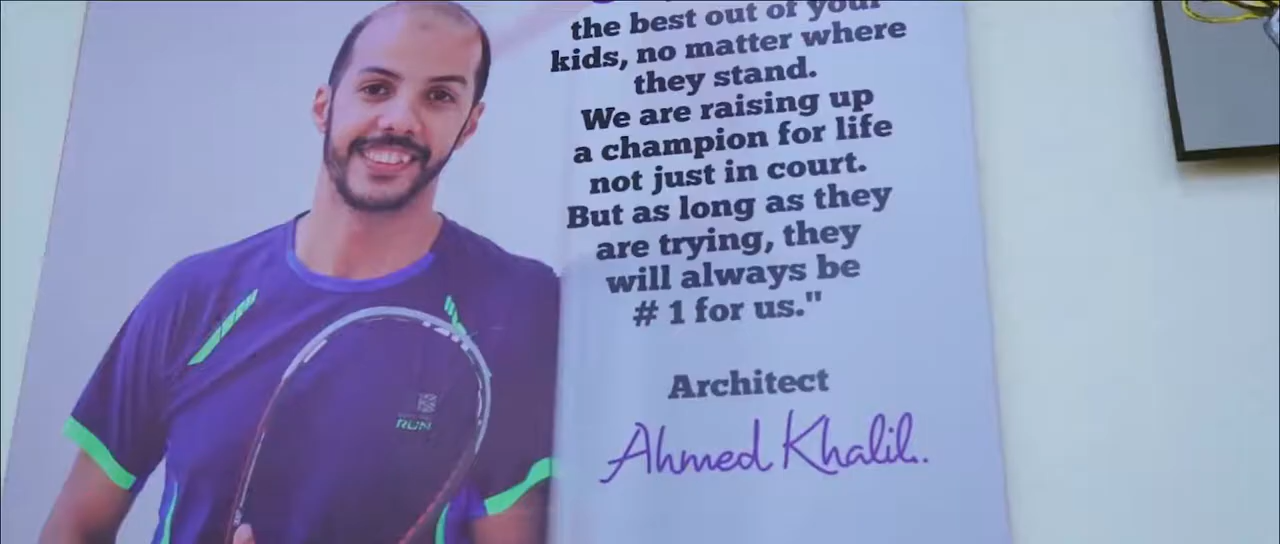 the best out of your
kids, no matter where
they stand.
We are raising up
a champion for life
not just in court.
But as long as they
are trying, they
will always be
# 1 for us."
Architect
Ahmed Khalil.
RUN